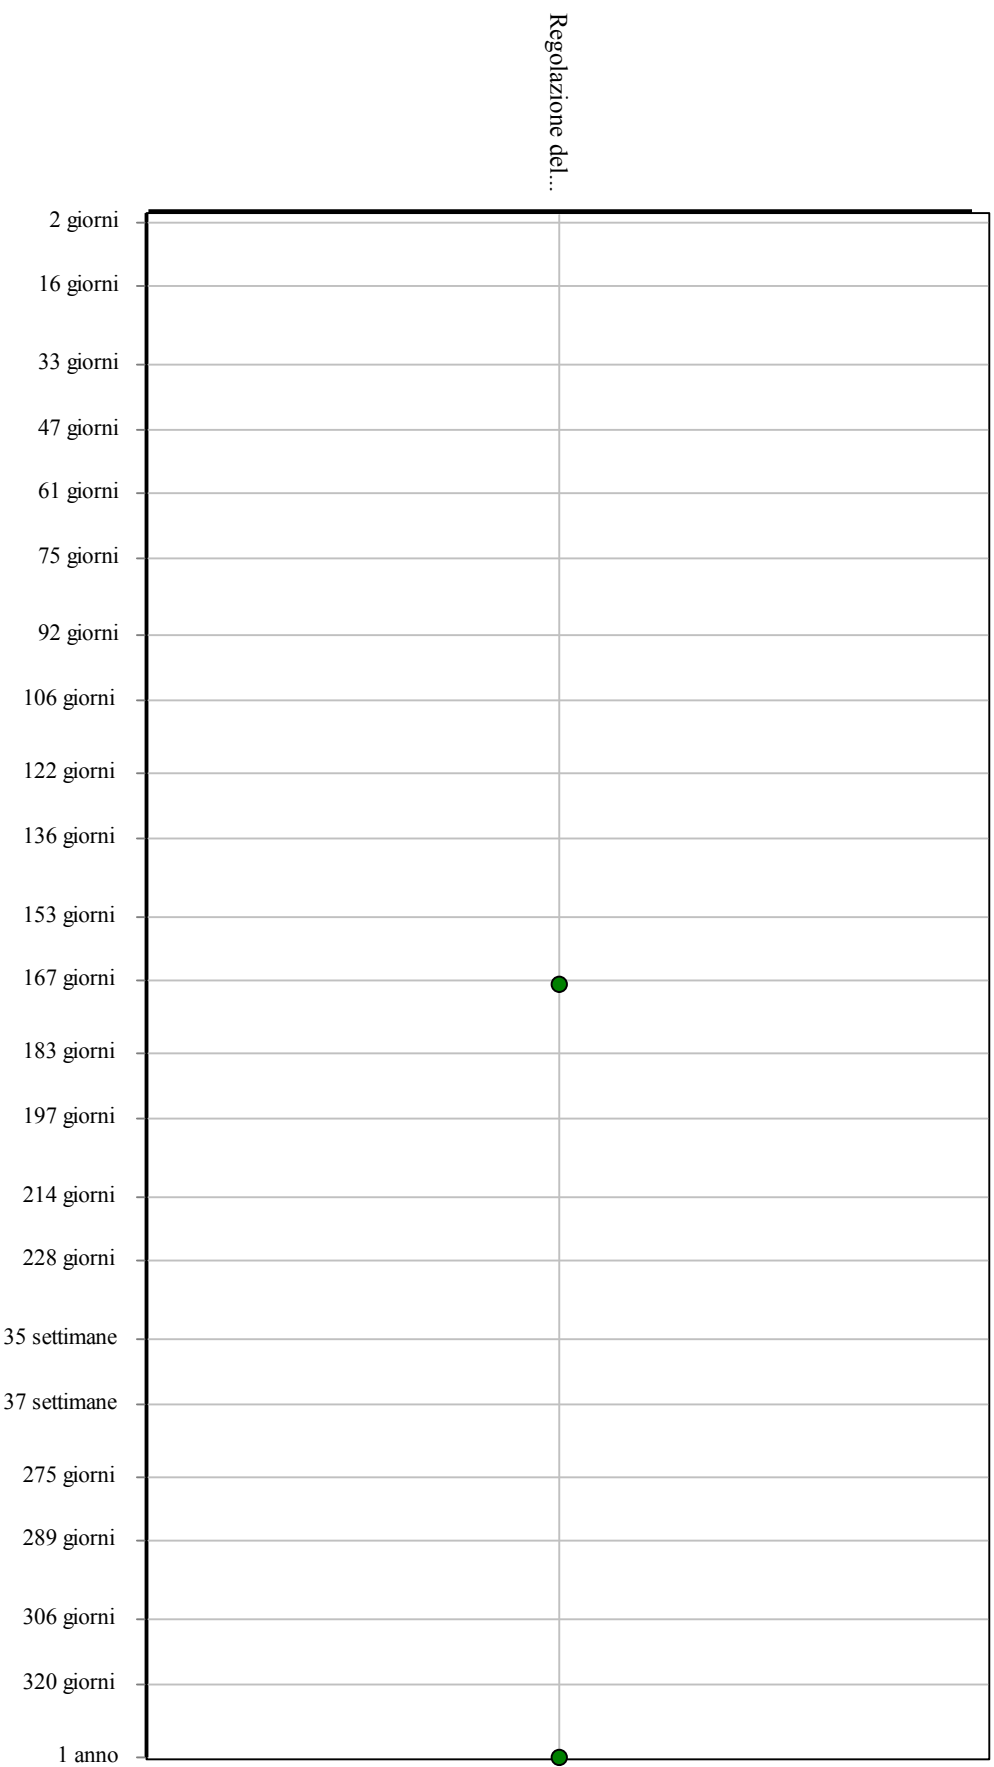 Regolazione del...
2 giorni
16 giorni
33 giorni
47 giorni
61 giorni
75 giorni
92 giorni
106 giorni
122 giorni
136 giorni
153 giorni
167 giorni
183 giorni
197 giorni
214 giorni
228 giorni
35 settimane
37 settimane
275 giorni
289 giorni
306 giorni
320 giorni
1 anno